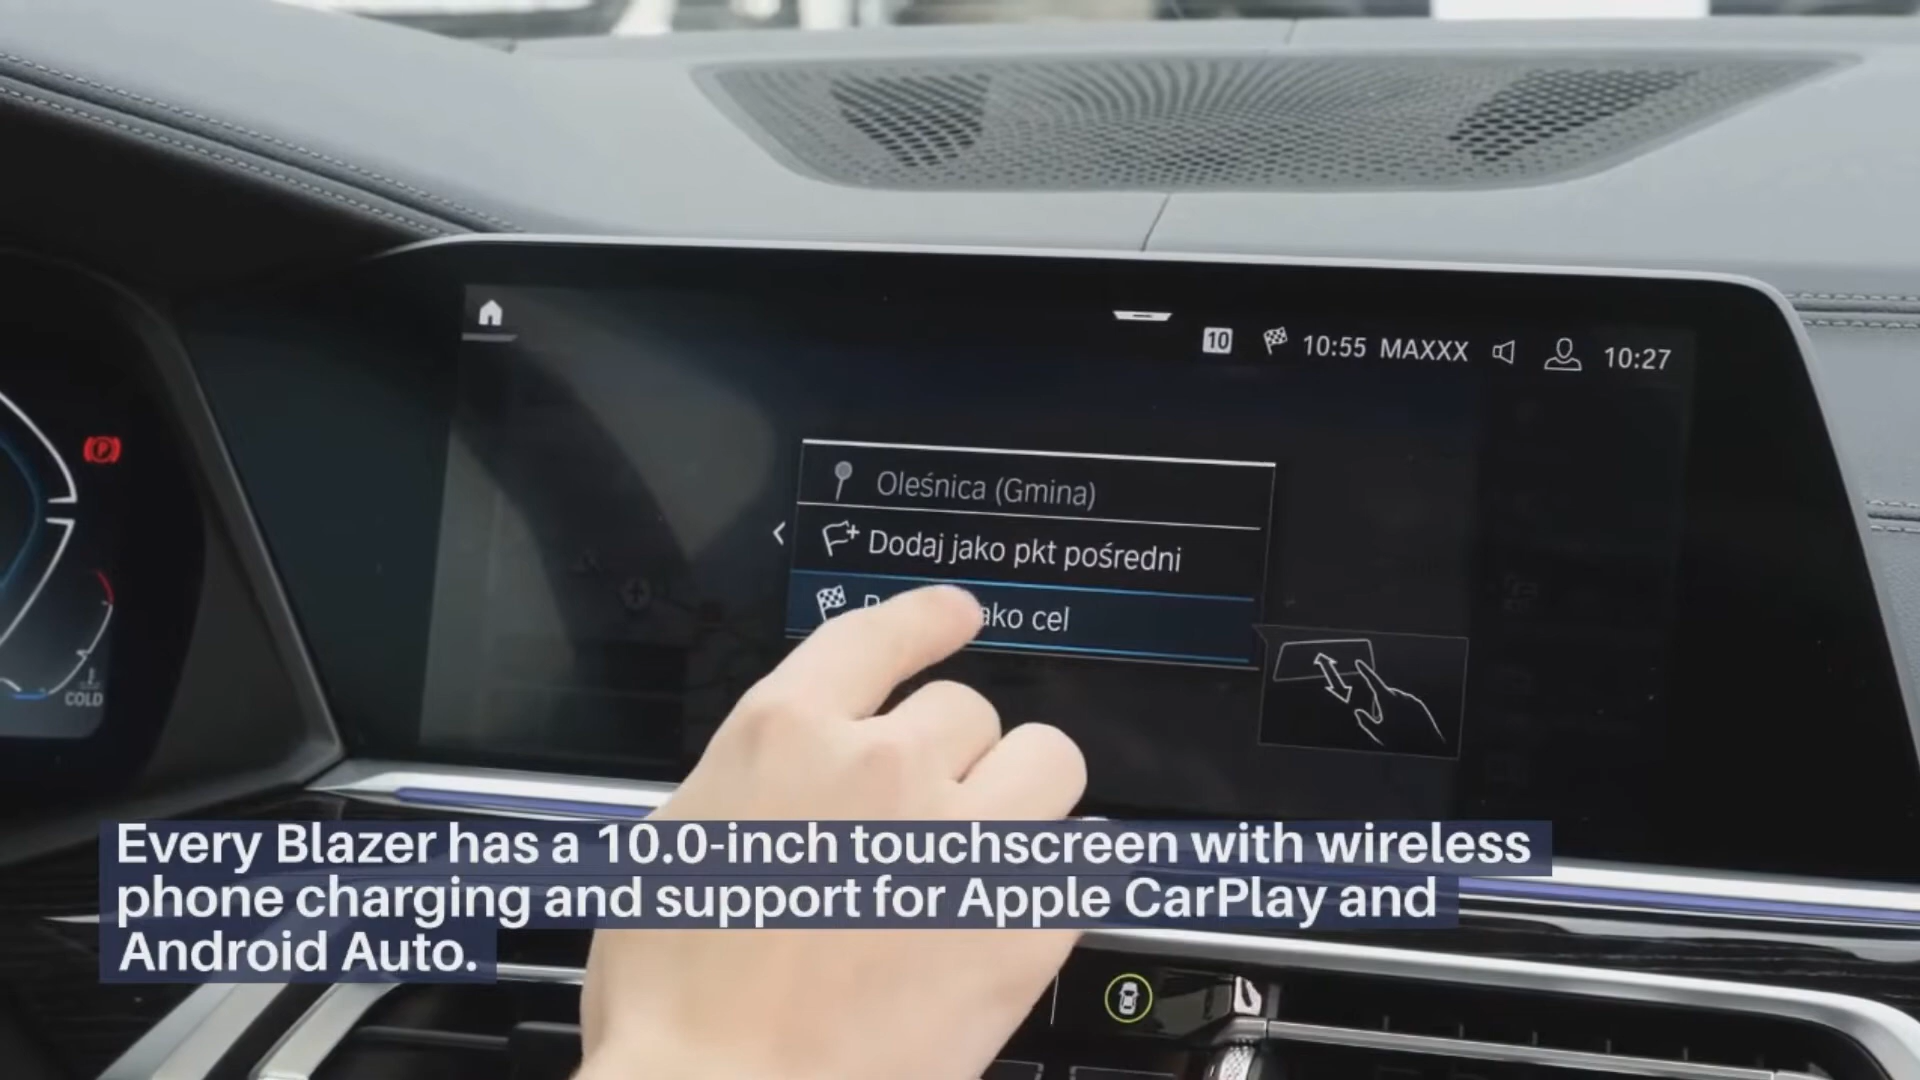 10 10:55 MAXXX 10:27
Oleśnica (Gmina)
Dodaj jako pkt pośredni
cel
COLD
Every Blazer has a 10.0-inch touchscreen with wireless
phone charging and support for Apple CarPlay and
Android Auto.